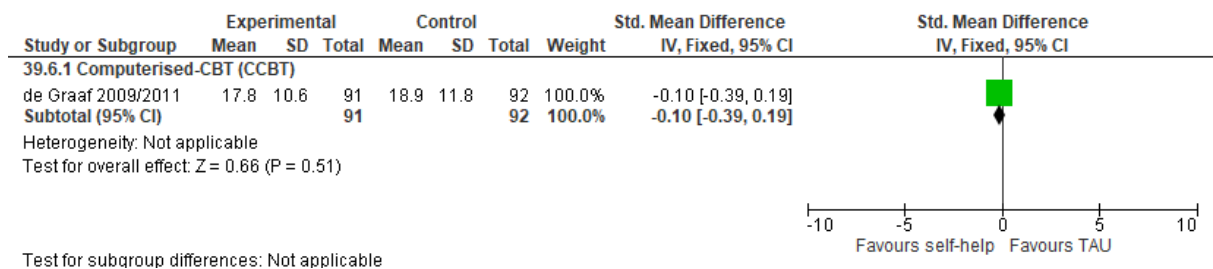 Experimental Control Std. Mean Difference Std. Mean Difference
Study or Subgroup Mean SD Total Mean SD Total Weight IV, Fixed, 95% CI IV, Fixed, 95% CI
39.6.1 Computerised-CBT (CCBT)
de Graaf 2009/2011 17.8 10.6 91 18.9 11.8 92 100.0% -0.10 [-0.39, 0.19]
Subtotal (95% CI) 91 92 100.0% -0.10 [-0.39, 0.19]
Heterogeneity: Not applicable
Test for overall effect: Z = 0.66 (P = 0.51)
-10 -5 0 5 10
Favours self-help Favours TAU
Test for subgroup differences: Not applicable